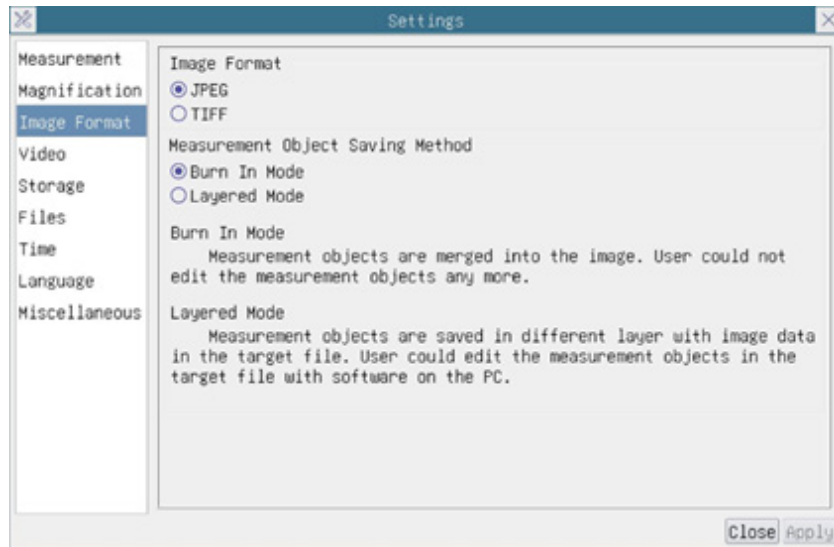 Settings
Measurement
Magnification
Image Format
Video
Storage
Files
Time
Language
Miscellaneous
Image Format
JPEG
TIFF
Measurement Object Saving Method
Burn In Mode
Layered Mode
Burn In Mode
Measurement objects are merged into the image. User could not
edit the measurement objects any more.
Layered Mode
Measurement objects are saved in different layer with image data
in the target file. User could edit the measurement objects in the
target file with software on the PC.
Close Apply